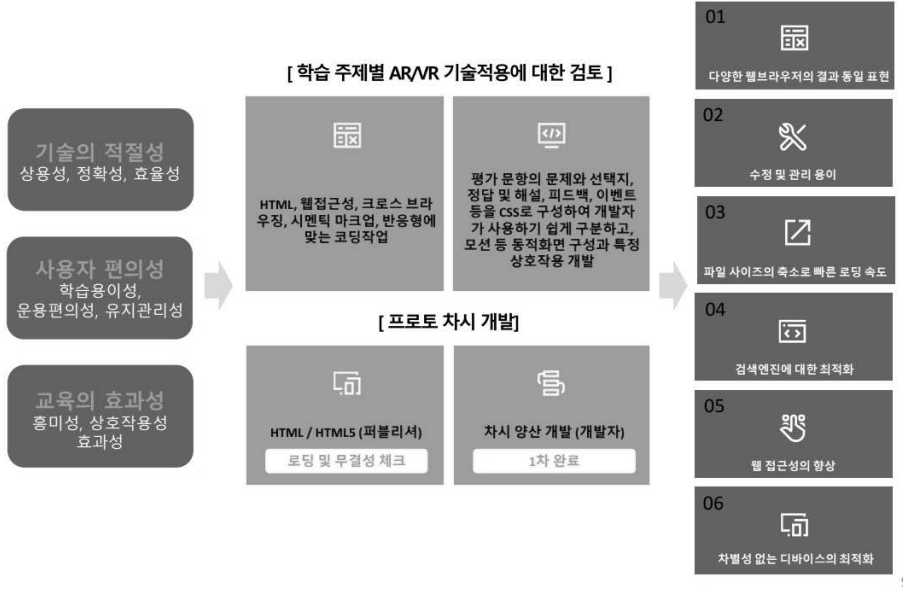 기술의 적절성
상용성, 정확성, 효율성
사용자 편의성
학습용이성,
운용편의성, 유지관리성
교육의 효과성
흥미성, 상호작용성
효과성
[ 학습 주제별 AR/VR 기술적용에 대한 검토 ]
HTML, 웹접근성, 크로스 브라
우징, 시멘틱 마크업, 반응형에
맞는 코딩작업
평가 문항의 문제와 선택지,
정답 및 해설, 피드백, 이벤트
등을 css로 구성하여 개발자
가 사용하기 쉽게 구분하고,
모션 등 동적화면 구성과 특정
상호작용 개발
[ 프로토 차시 개발]
HTML / HTML5 (퍼블리셔)
로딩 및 무결성 체크
차시 양산 개발 (개발자)
1차 완료
01
다양한 웹브라우저의 결과 동일 표현
02
수정 및 관리 용이
03
파일 사이즈의 축소로 빠른 로딩 속도
04
검색엔진에 대한 최적화
05
웹 접근성의 향상
06
차별성 없는 디바이스의 최적화